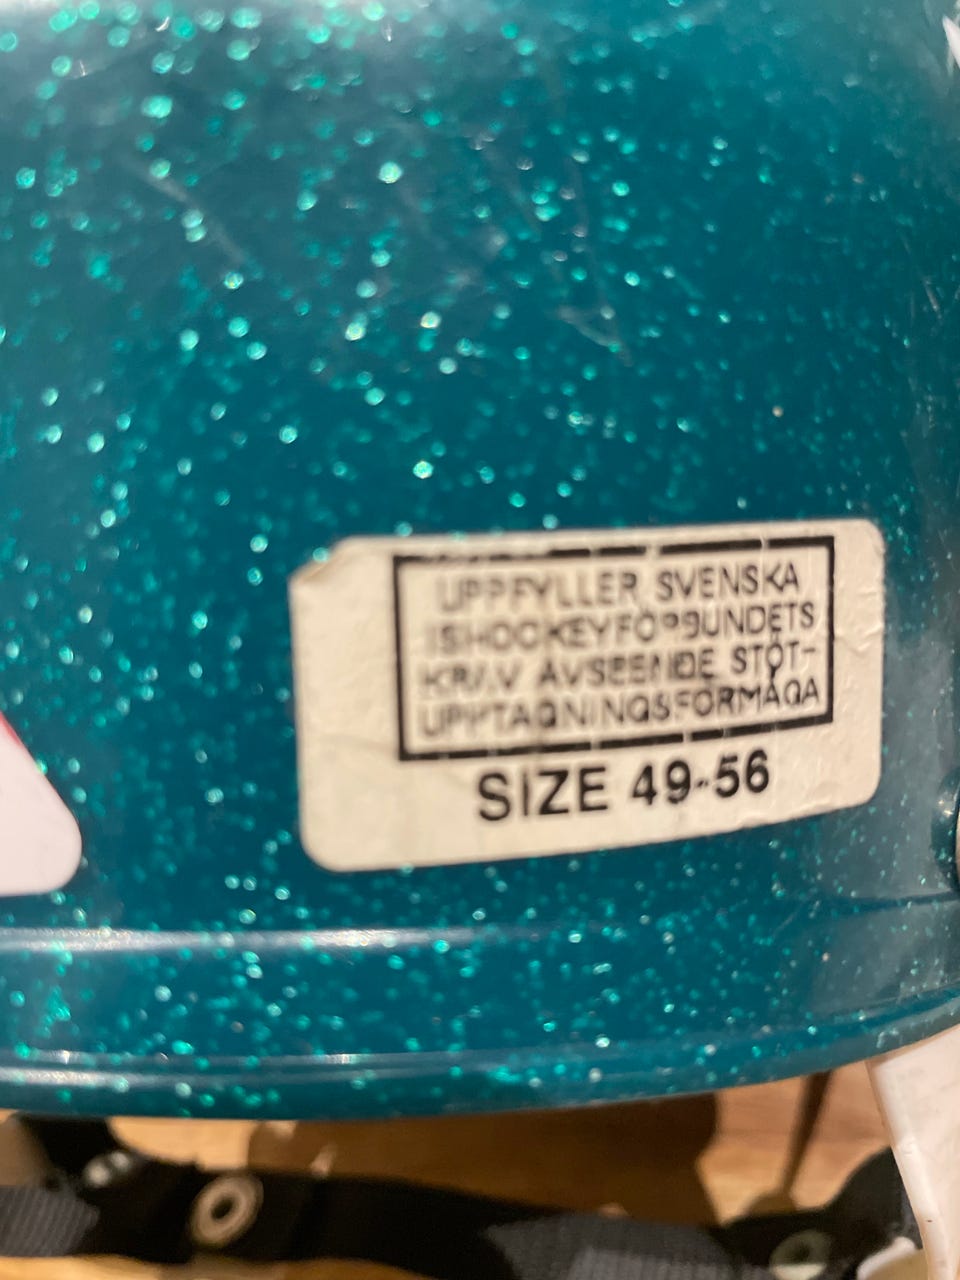 UPPFYLLER SVENSKA
ISHOCKEYFÖRBUNDETS
KRAV AVSEENDE STÖT-
UPPTAGNINGSFÖRMÅGA
SIZE 49-56